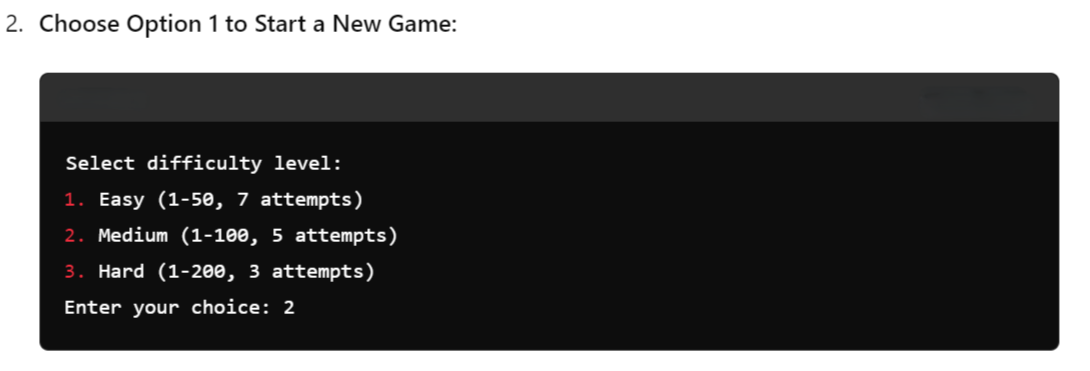 2. Choose Option 1 to Start a New Game:
Select difficulty level:
1. Easy (1-50, 7 attempts)
2. Medium (1-100, 5 attempts)
3. Hard (1-200, 3 attempts)
Enter your choice: 2